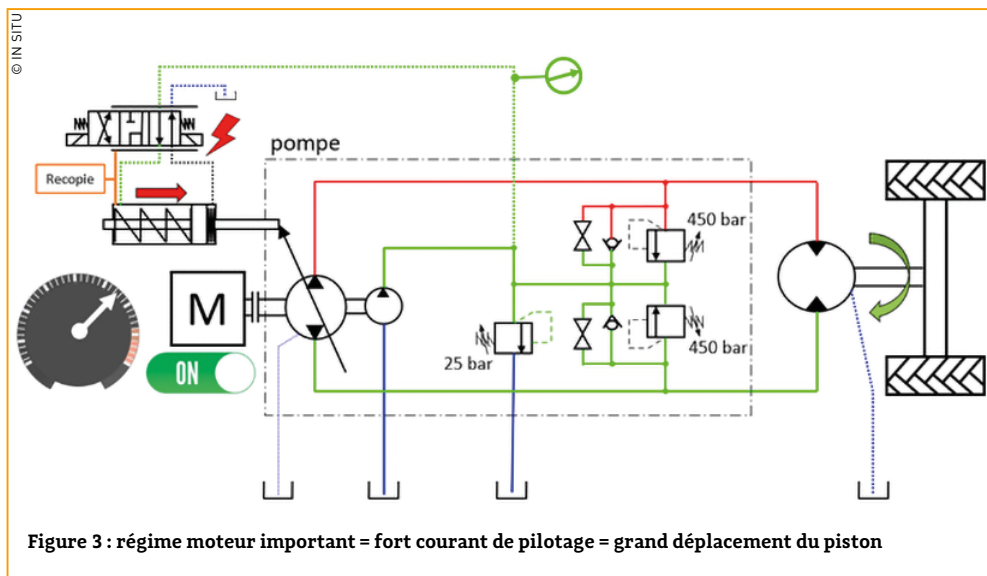 © IN SITU
pompe
Recopie
450 bar
M
ON
25 bar
450 bar
Figure 3 : régime moteur important = fort courant de pilotage = grand déplacement du piston